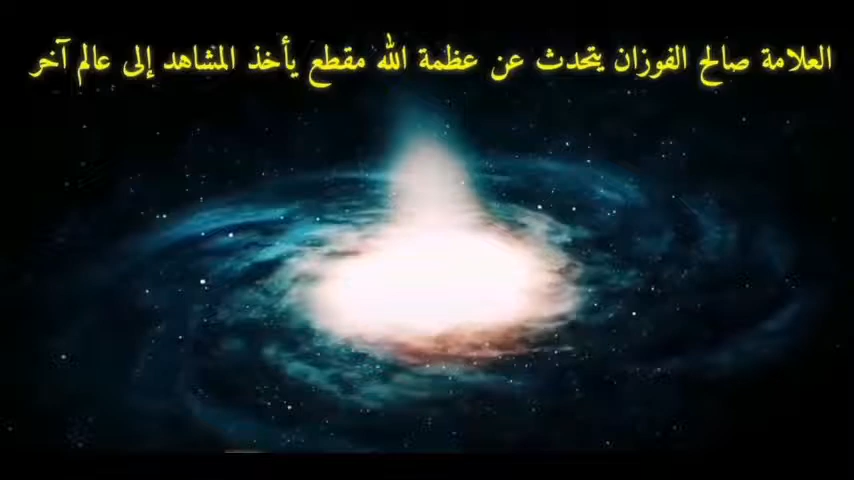 العلامة صالح الفوزان يتحدث عن عظمة الله مقطع يأخذ المشاهد إلى عالم آخر